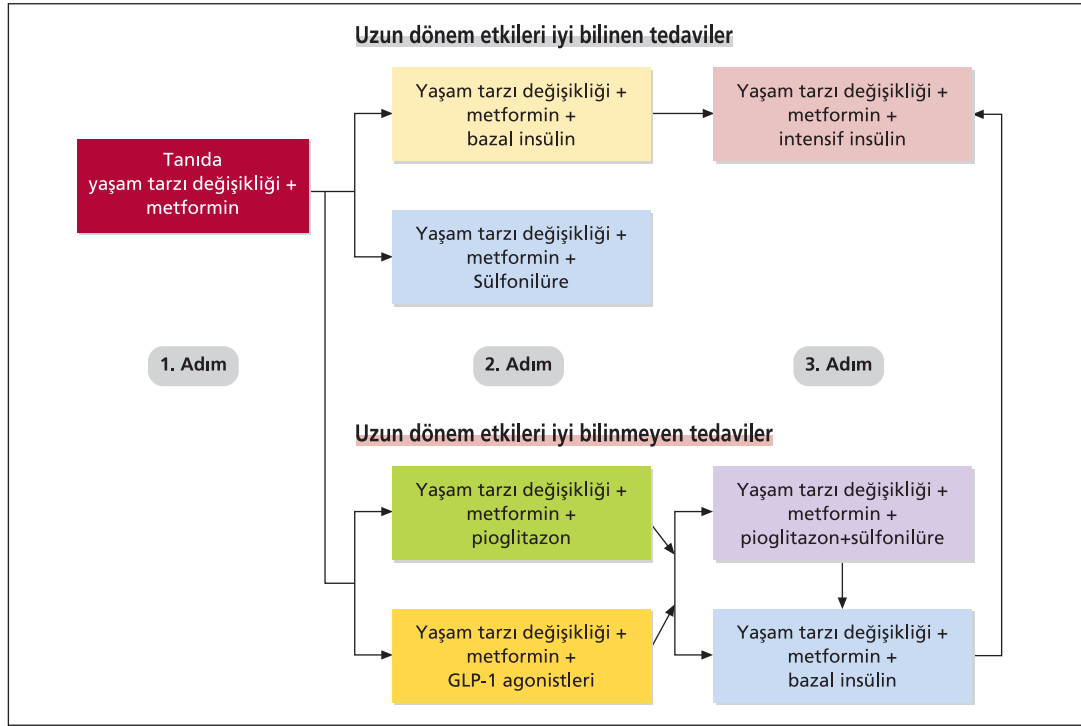 Uzun dönem etkileri iyi bilinen tedaviler
Tanıda
yaşam tarzı değişikliği +
metformin
Yaşam tarzı değişikliği +
metformin +
bazal insülin
Yaşam tarzı değişikliği +
metformin +
intensif insülin
Yaşam tarzı değişikliği +
metformin +
Sülfonilüre
1. Adım
2. Adım
3. Adım
Uzun dönem etkileri iyi bilinmeyen tedaviler
Yaşam tarzı değişikliği +
metformin +
pioglitazon
Yaşam tarzı değişikliği +
metformin +
pioglitazon+sülfonilüre
Yaşam tarzı değişikliği +
metformin +
GLP-1 agonistleri
Yaşam tarzı değişikliği +
metformin +
bazal insülin